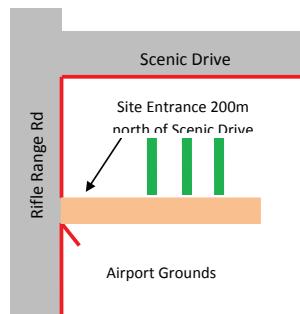 Scenic Drive
Site Entrance 200m
north of Scenic Drive
Rifle Range Rd
Airport Grounds